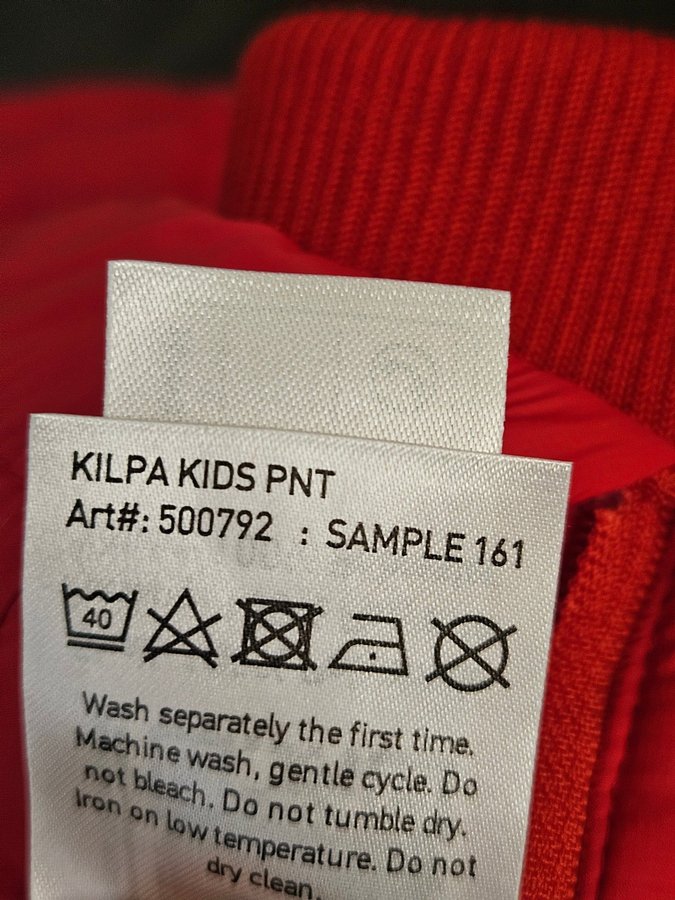 KILPA KIDS PNT
Art#: 500792 : SAMPLE 161
40
Wash separately the first time.
Machine wash, gentle cycle. Do
not bleach. Do not tumble dry.
Iron on low temperature. Do not
dry clean.